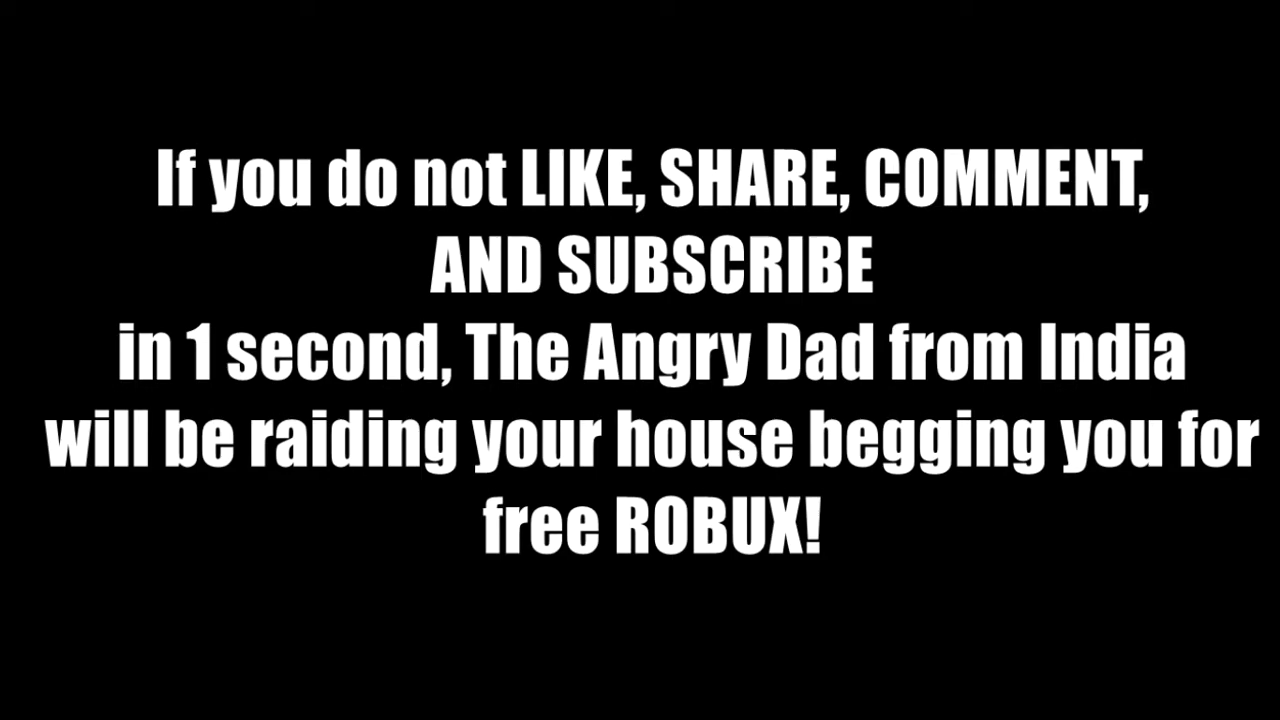 If you do not LIKE, SHARE, COMMENT,
AND SUBSCRIBE
in 1 second, The Angry Dad from India
will be raiding your house begging you for
free ROBUX!